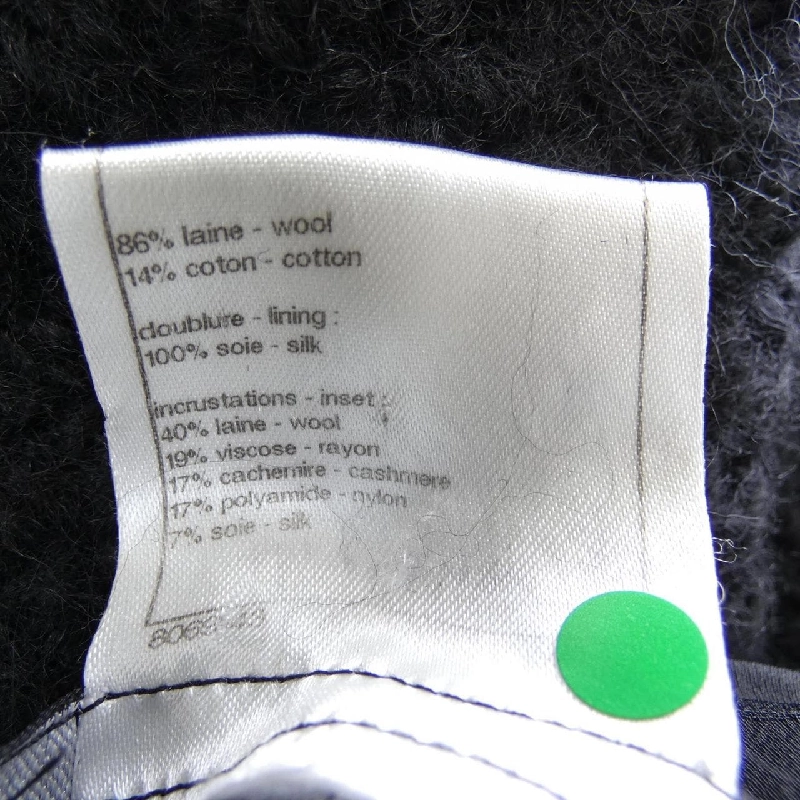 86% laine - wool
14% coton - cotton
doublure - lining :
100% soie - silk
incrustations - inset :
40% laine - wool
19% viscose - rayon
17% cachemire - cashmere
17% polyamide - nylon
7% soie - silk